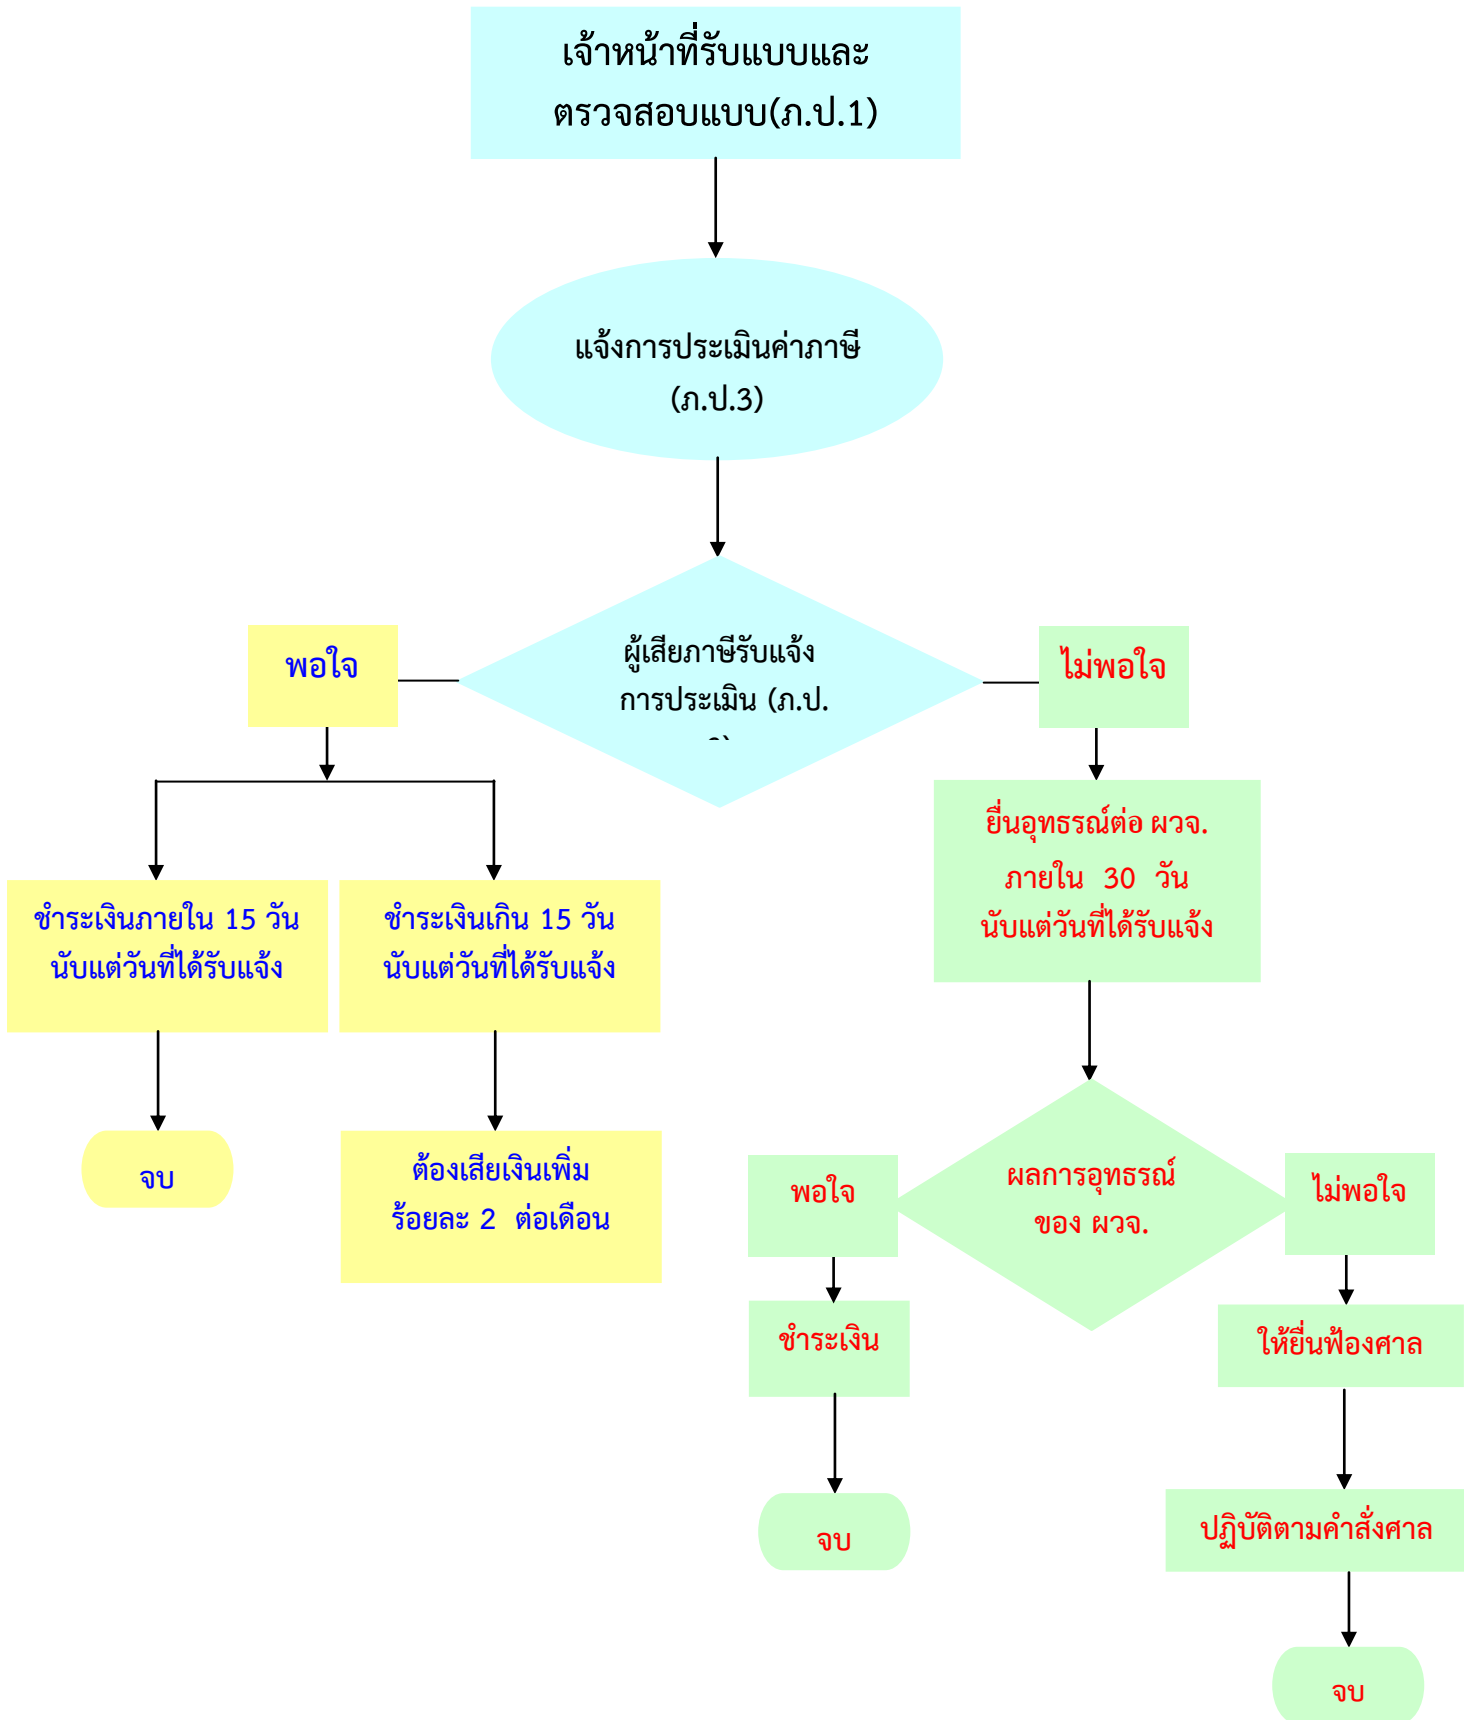 เจ้าหน้าที่รับแบบและ
ตรวจสอบแบบ(ภ.ป.1)
แจ้งการประเมินค่าภาษี
(ภ.ป.3)
ผู้เสียภาษีรับแจ้ง
การประเมิน (ภ.ป.
พอใจ
ไม่พอใจ
ชำระเงินภายใน 15 วัน
นับแต่วันที่ได้รับแจ้ง
ชำระเงินเกิน 15 วัน
นับแต่วันที่ได้รับแจ้ง
ยื่นอุทธรณ์ต่อ ผวจ.
ภายใน 30 วัน
นับแต่วันที่ได้รับแจ้ง
จบ
ต้องเสียเงินเพิ่ม
ร้อยละ 2 ต่อเดือน
พอใจ
ผลการอุทธรณ์
ของ ผวจ.
ไม่พอใจ
ชำระเงิน
ให้ยื่นฟ้องศาล
จบ
ปฏิบัติตามคำสั่งศาล
จบ